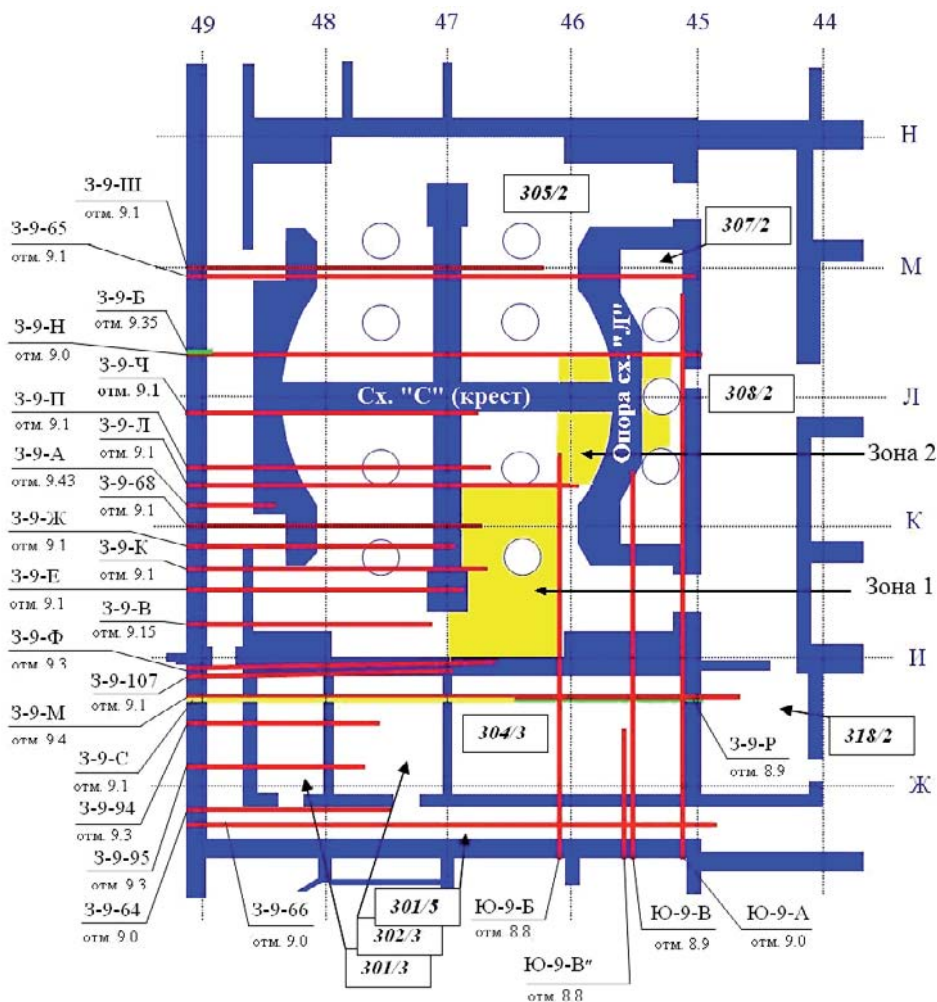 49 48 47 46 45 44
Н
З-9-Ш
отм. 9.1
305/2
З-9-65
отм. 9.1
307/2
М
З-9-Б
отм. 9.35
З-9-Н
отм. 9.0
Опора сх. "Д"
З-9-Ч
отм. 9.1
Сх. "С" (крест)
308/2
Л
З-9-П
отм. 9.1
З-9-Л
отм. 9.1
Зона 2
З-9-А
отм. 9.43
З-9-68
отм. 9.1
К
З-9-Ж
отм. 9.1
З-9-К
отм. 9.1
З-9-Е
отм. 9.1
Зона 1
З-9-В
отм. 9.15
З-9-Ф
отм. 9.3
И
З-9-107
отм. 9.1
З-9-М
отм. 9.4
304/3
318/2
З-9-С
отм. 9.1
З-9-Р
отм. 8.9
Ж
З-9-94
отм. 9.3
З-9-95
отм. 9.3
З-9-64
отм. 9.0
З-9-66
отм. 9.0
301/5
302/3
301/3
Ю-9-Б
отм. 8.8
Ю-9-В"
отм. 8.8
Ю-9-В
отм. 8.9
Ю-9-А
отм. 9.0